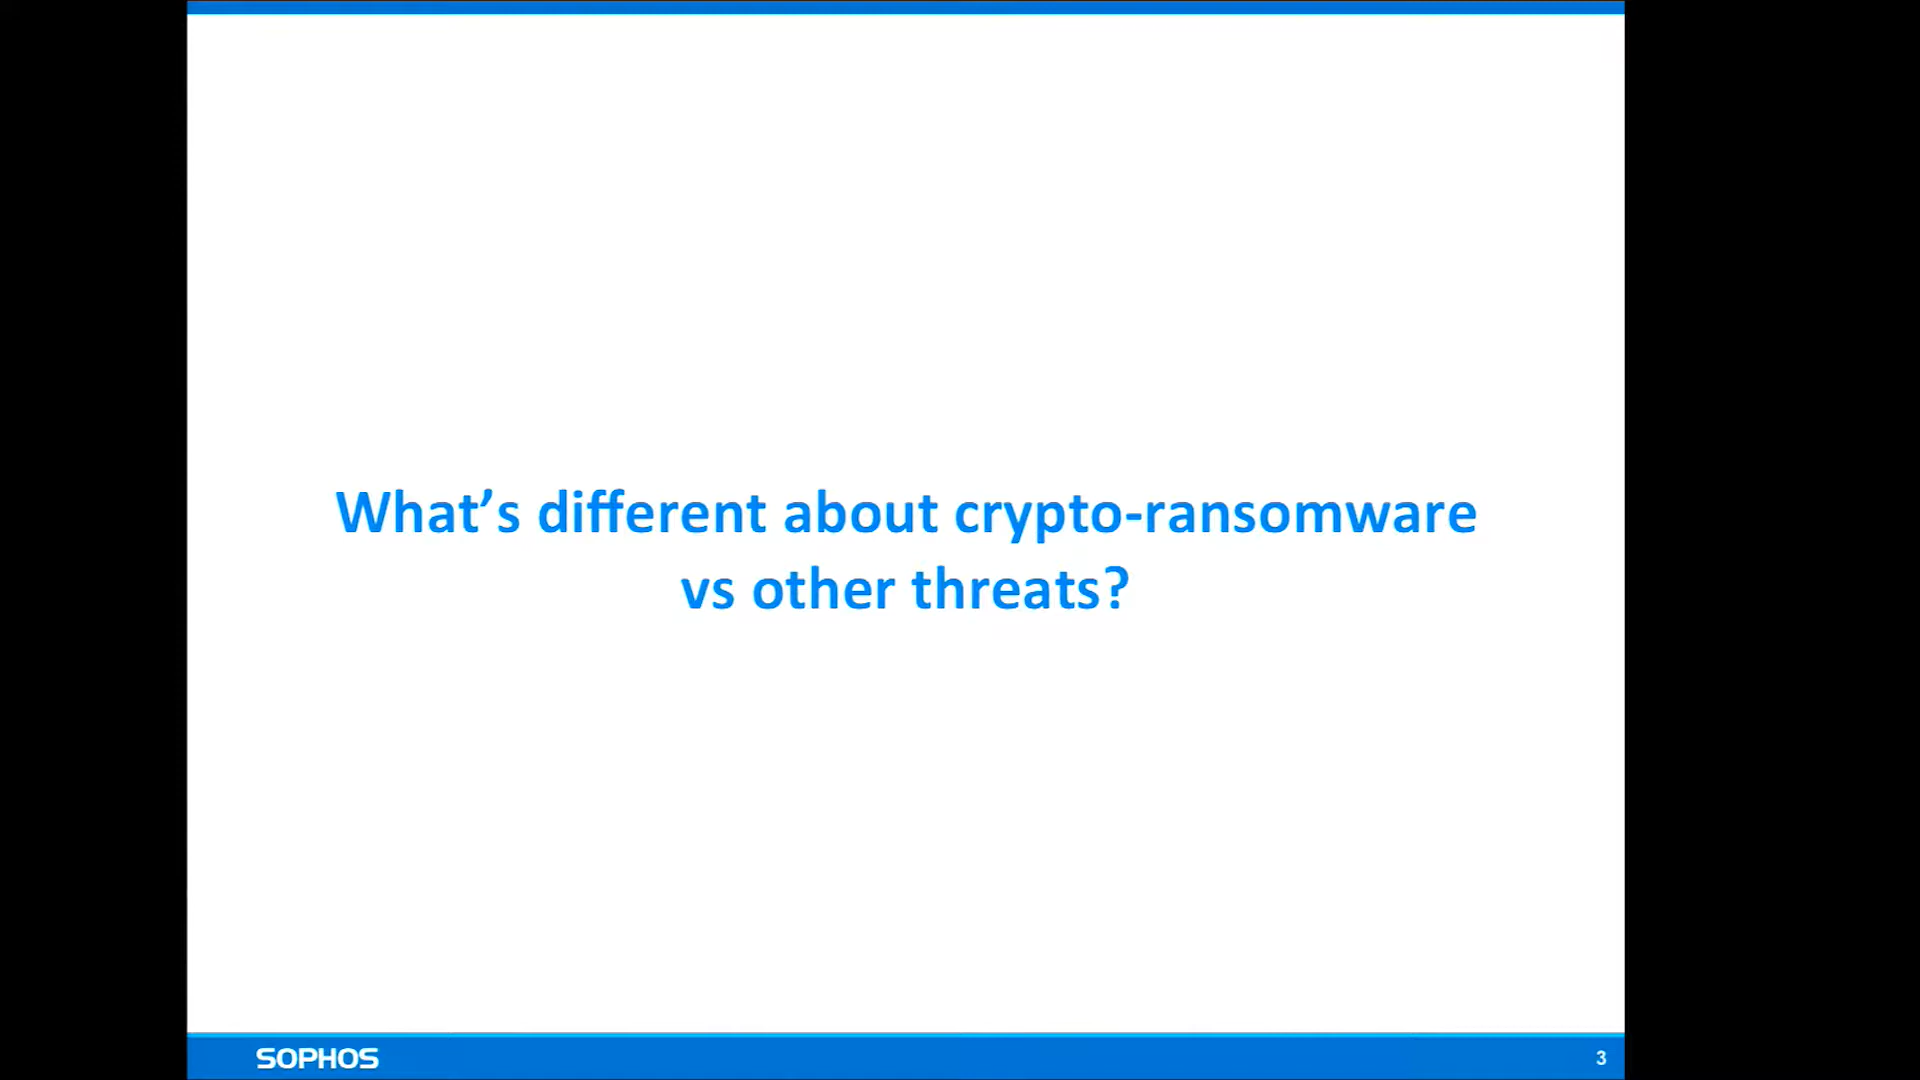 What’s different about crypto-ransomware
vs other threats?
SOPHOS
3